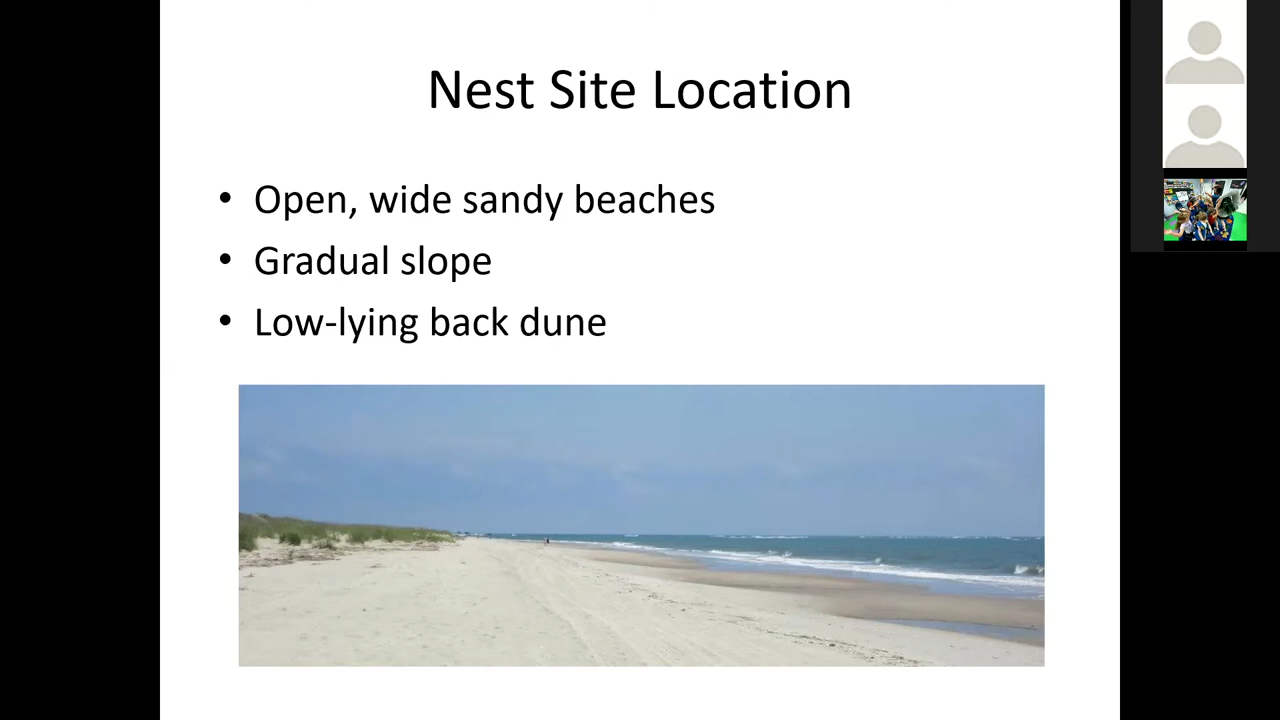 Nest Site Location
• Open, wide sandy beaches
• Gradual slope
• Low-lying back dune